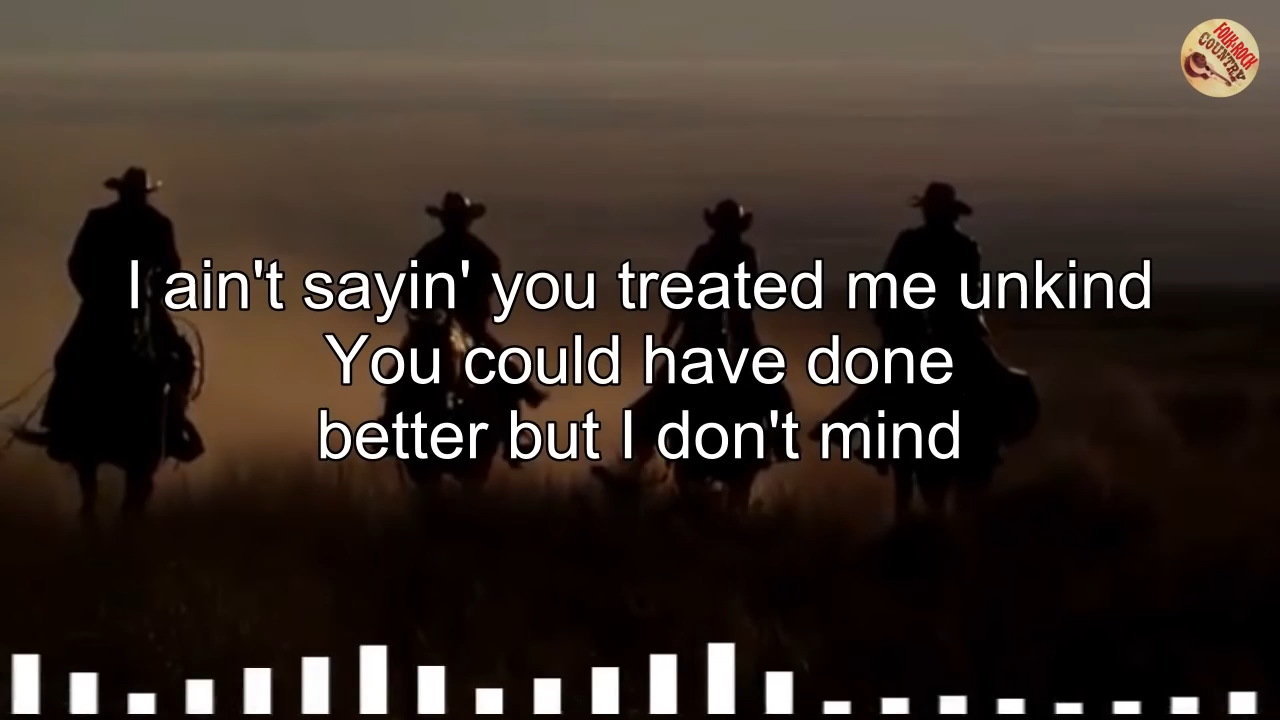 FOLK-ROCK
COUNTRY
I ain't sayin' you treated me unkind
You could have done
better but I don't mind